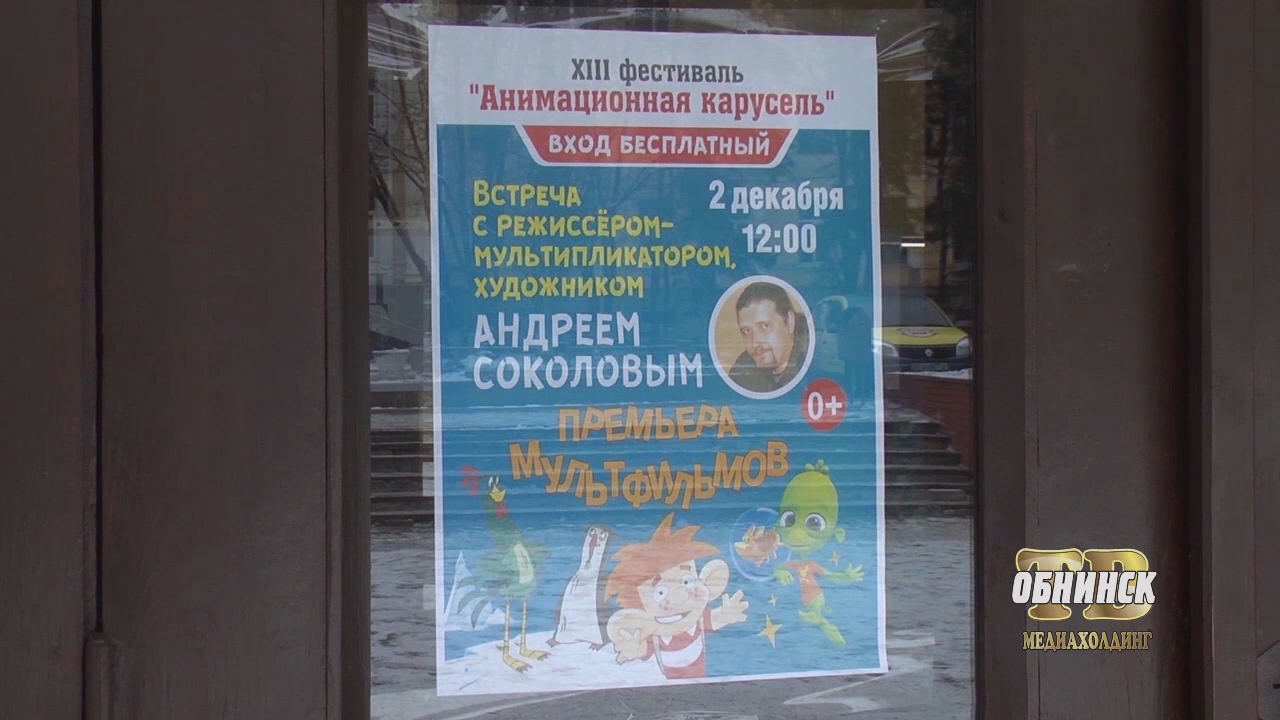 XIII фестиваль
"Анимационная карусель"
ВХОД БЕСПЛАТНЫЙ
ВСТРЕЧА
С РЕЖИССЁРОМ-
МУЛЬТИПЛИКАТОРОМ,
ХУДОЖНИКОМ
АНДРЕЕМ
СОКОЛОВЫМ
2 декабря
12:00
0+
ПРЕМЬЕРА
МУЛЬТФИЛЬМОВ
ТВ
ОБНИНСК
МЕДИАХОЛДИНГ